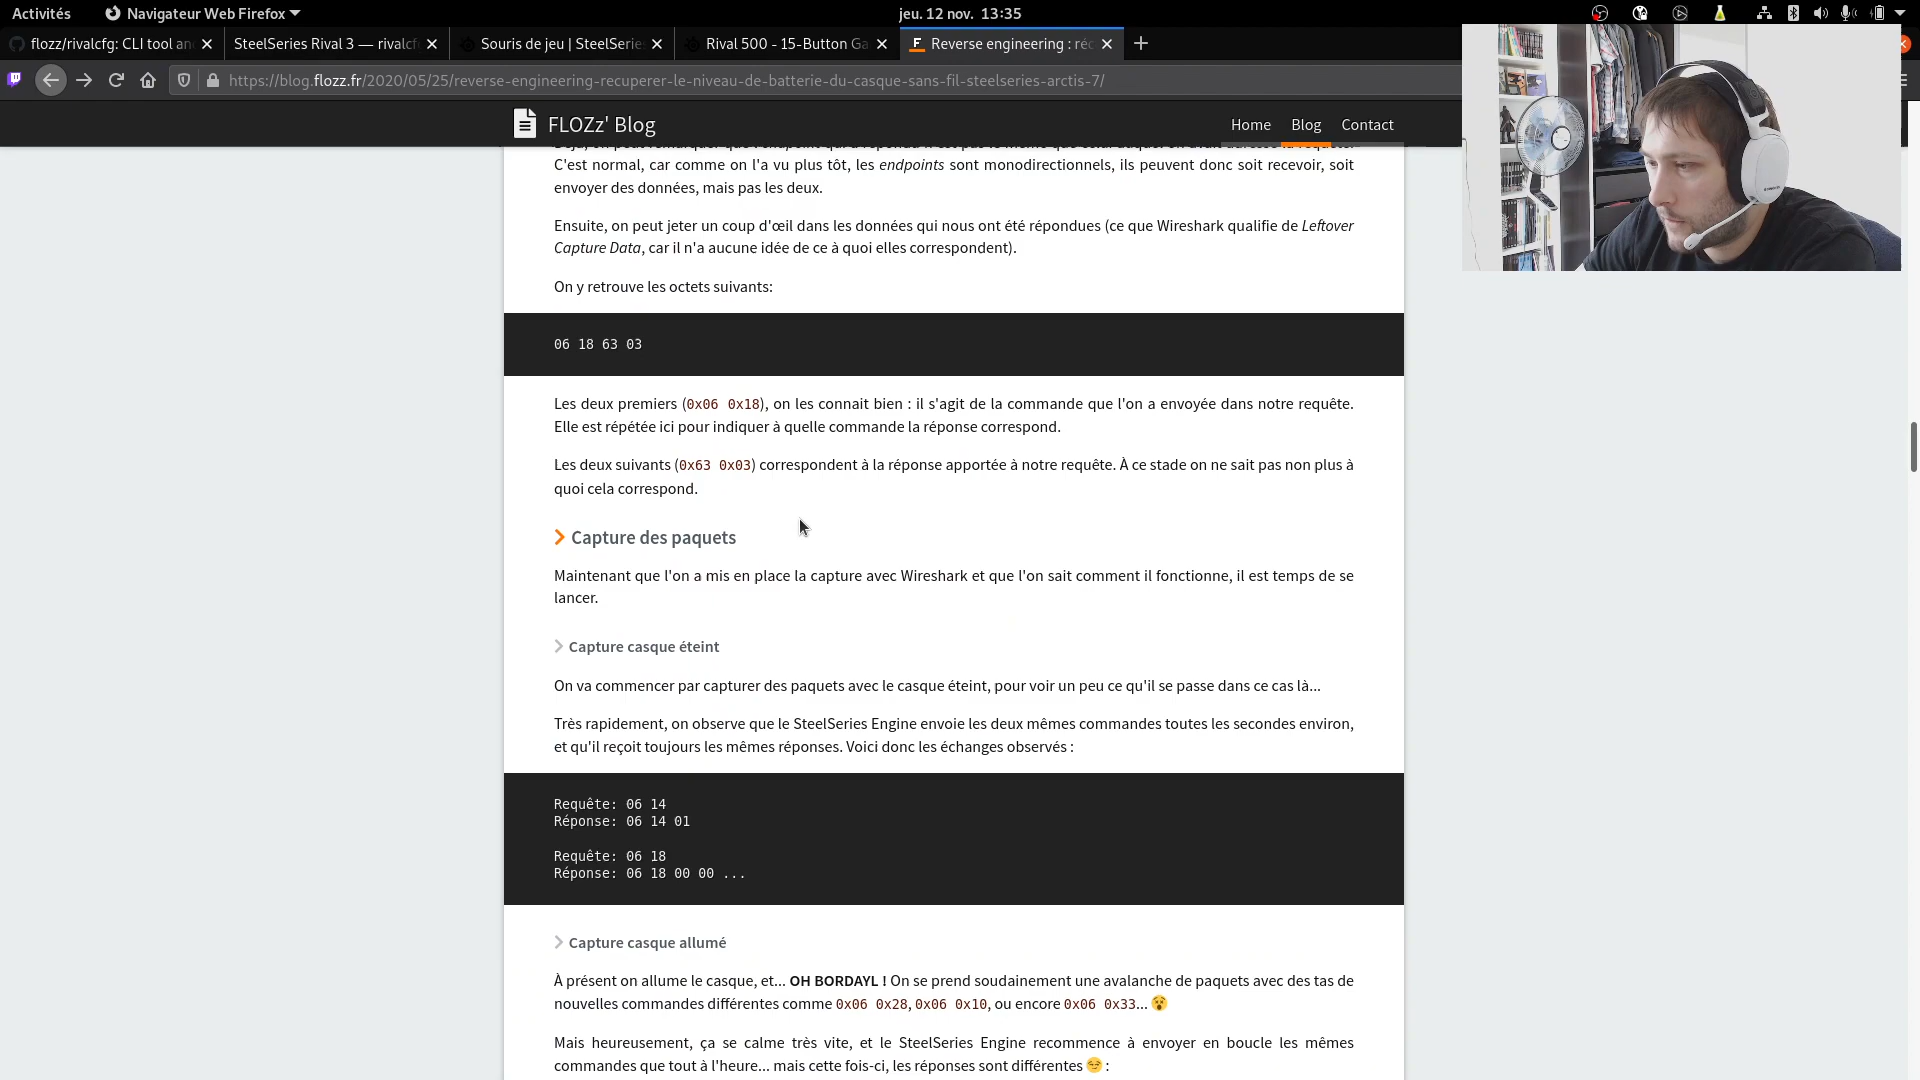 Activités
Navigateur Web Firefox
jeu. 12 nov. 13:35
flozz/rivalcfg: CLI tool an
SteelSeries Rival 3 — rivalcf
Souris de jeu | SteelSerie
Rival 500 - 15-Button Ga
Reverse engineering : réc
https://blog.flozz.fr/2020/05/25/reverse-engineering-recuperer-le-niveau-de-batterie-du-casque-sans-fil-steelseries-arctis-7/
FLOZz' Blog
Home
Blog
Contact
C'est normal, car comme on l'a vu plus tôt, les endpoints sont monodirectionnels, ils peuvent donc soit recevoir, soit
envoyer des données, mais pas les deux.
Ensuite, on peut jeter un coup d'œil dans les données qui nous ont été répondues (ce que Wireshark qualifie de Leftover
Capture Data, car il n'a aucune idée de ce à quoi elles correspondent).
On y retrouve les octets suivants:
06 18 63 03
Les deux premiers (0x06 0x18), on les connait bien : il s'agit de la commande que l'on a envoyée dans notre requête.
Elle est répétée ici pour indiquer à quelle commande la réponse correspond.
Les deux suivants (0x63 0x03) correspondent à la réponse apportée à notre requête. À ce stade on ne sait pas non plus à
quoi cela correspond.
Capture des paquets
Maintenant que l'on a mis en place la capture avec Wireshark et que l'on sait comment il fonctionne, il est temps de se
lancer.
Capture casque éteint
On va commencer par capturer des paquets avec le casque éteint, pour voir un peu ce qu'il se passe dans ce cas là...
Très rapidement, on observe que le SteelSeries Engine envoie les deux mêmes commandes toutes les secondes environ,
et qu'il reçoit toujours les mêmes réponses. Voici donc les échanges observés :
Requête: 06 14
Réponse: 06 14 01
Requête: 06 18
Réponse: 06 18 00 00 ...
Capture casque allumé
À présent on allume le casque, et... OH BORDAYL ! On se prend soudainement une avalanche de paquets avec des tas de
nouvelles commandes différentes comme 0x06 0x28, 0x06 0x10, ou encore 0x06 0x33... 😵
Mais heureusement, ça se calme très vite, et le SteelSeries Engine recommence à envoyer en boucle les mêmes
commandes que tout à l'heure... mais cette fois-ci, les réponses sont différentes 😏 :